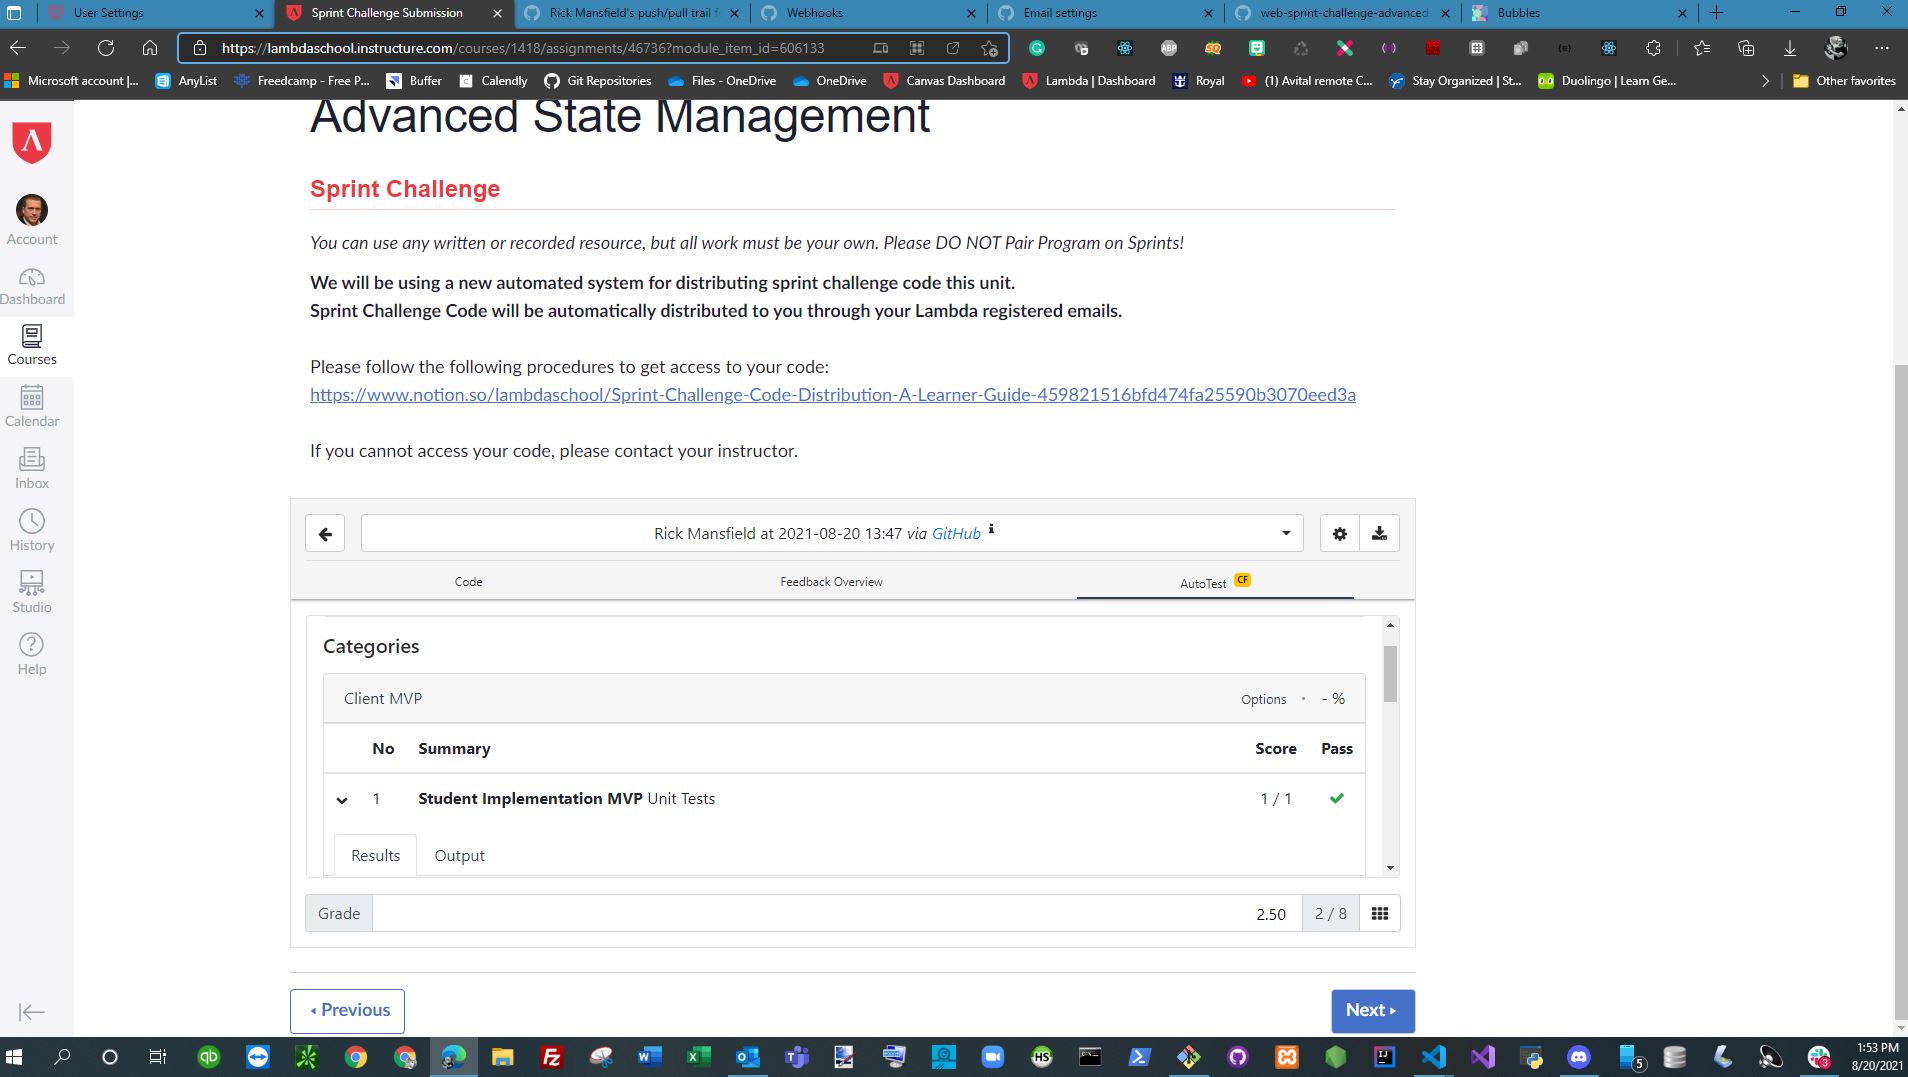 User Settings
Sprint Challenge Submission
Rick Mansfield's push/pull trail f
Webhooks
Email settings
web-sprint-challenge-advanced-
Bubbles
https://lambdaschool.instructure.com/courses/1418/assignments/46736?module_item_id=606133
Microsoft account |...
AnyList
Freedcamp - Free P...
Buffer
Calendly
Git Repositories
Files - OneDrive
OneDrive
Canvas Dashboard
Lambda | Dashboard
Royal
(1) Avital remote C...
Stay Organized | St...
Duolingo | Learn Ge...
Other favorites
Account
Dashboard
Courses
Calendar
Inbox
History
Studio
Help
Advanced State Management
Sprint Challenge
You can use any written or recorded resource, but all work must be your own. Please DO NOT Pair Program on Sprints!
We will be using a new automated system for distributing sprint challenge code this unit.
Sprint Challenge Code will be automatically distributed to you through your Lambda registered emails.
Please follow the following procedures to get access to your code:
https://www.notion.so/lambdaschool/Sprint-Challenge-Code-Distribution-A-Learner-Guide-459821516bfd474fa25590b3070eed3a
If you cannot access your code, please contact your instructor.
Rick Mansfield at 2021-08-20 13:47 via GitHub i
Code
Feedback Overview
AutoTest CF
Categories
Client MVP
Options · - %
No Summary Score Pass
1 Student Implementation MVP Unit Tests 1 / 1
Results
Output
Grade 2.50 2 / 8
Previous
Next
1:53 PM
8/20/2021